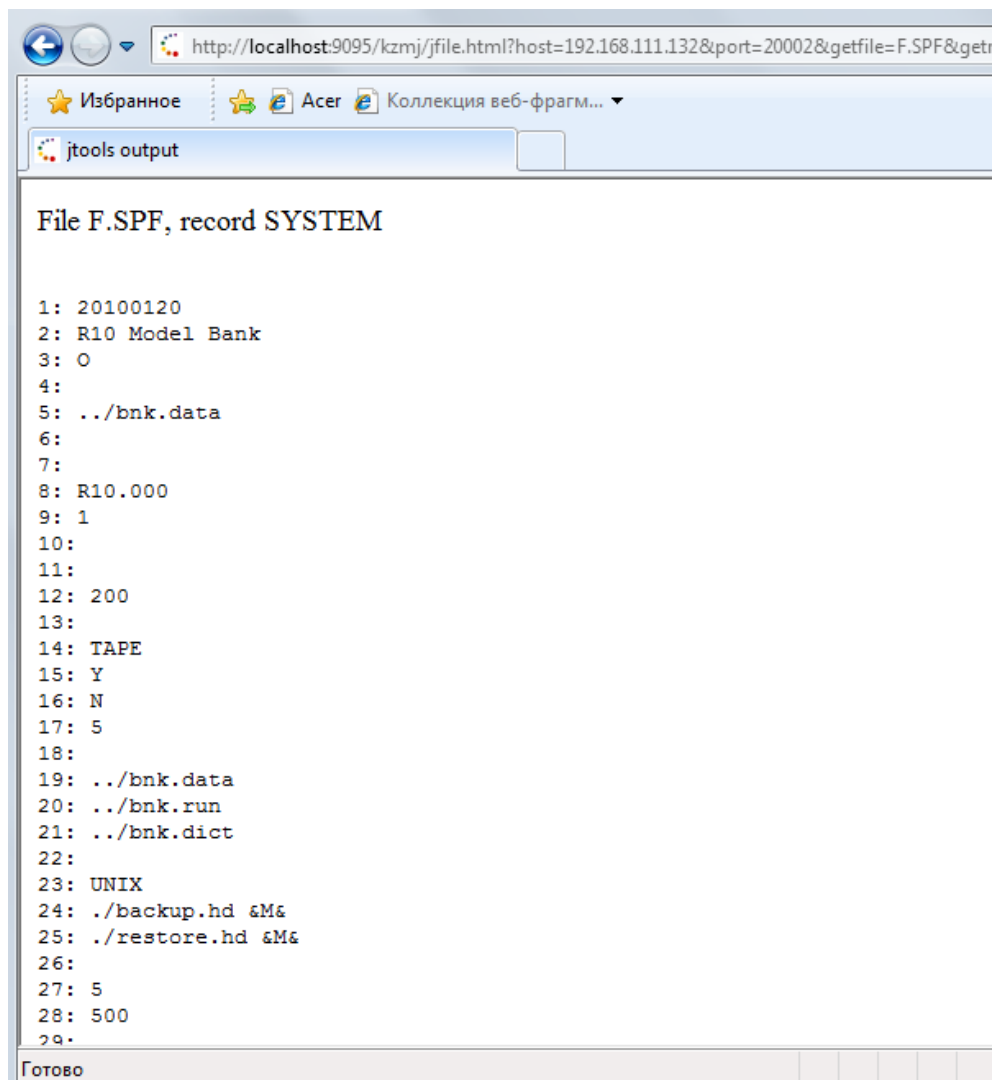 http://localhost:9095/kzmj/jfile.html?host=192.168.111.132&port=20002&getfile=F.SPF&getr
Избранное Acer Коллекция веб-фрагм...
jtools output
File F.SPF, record SYSTEM
1: 20100120
2: R10 Model Bank
3: O
4:
5: ../bnk.data
6:
7:
8: R10.000
9: 1
10:
11:
12: 200
13:
14: TAPE
15: Y
16: N
17: 5
18:
19: ../bnk.data
20: ../bnk.run
21: ../bnk.dict
22:
23: UNIX
24: ./backup.hd &M&
25: ./restore.hd &M&
26:
27: 5
28: 500
29:
Готово